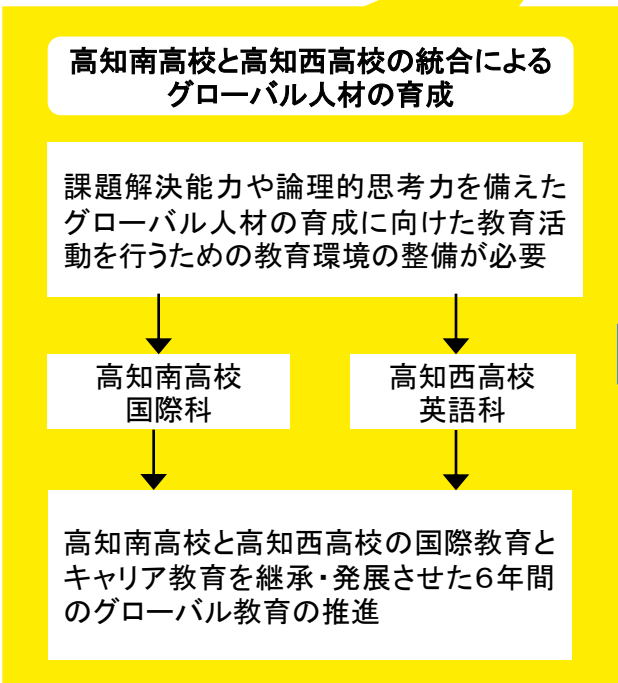 高知南高校と高知西高校の統合による
グローバル人材の育成
課題解決能力や論理的思考力を備えた
グローバル人材の育成に向けた教育活
動を行うための教育環境の整備が必要
高知南高校
国際科
高知西高校
英語科
高知南高校と高知西高校の国際教育と
キャリア教育を継承・発展させた６年間
のグローバル教育の推進